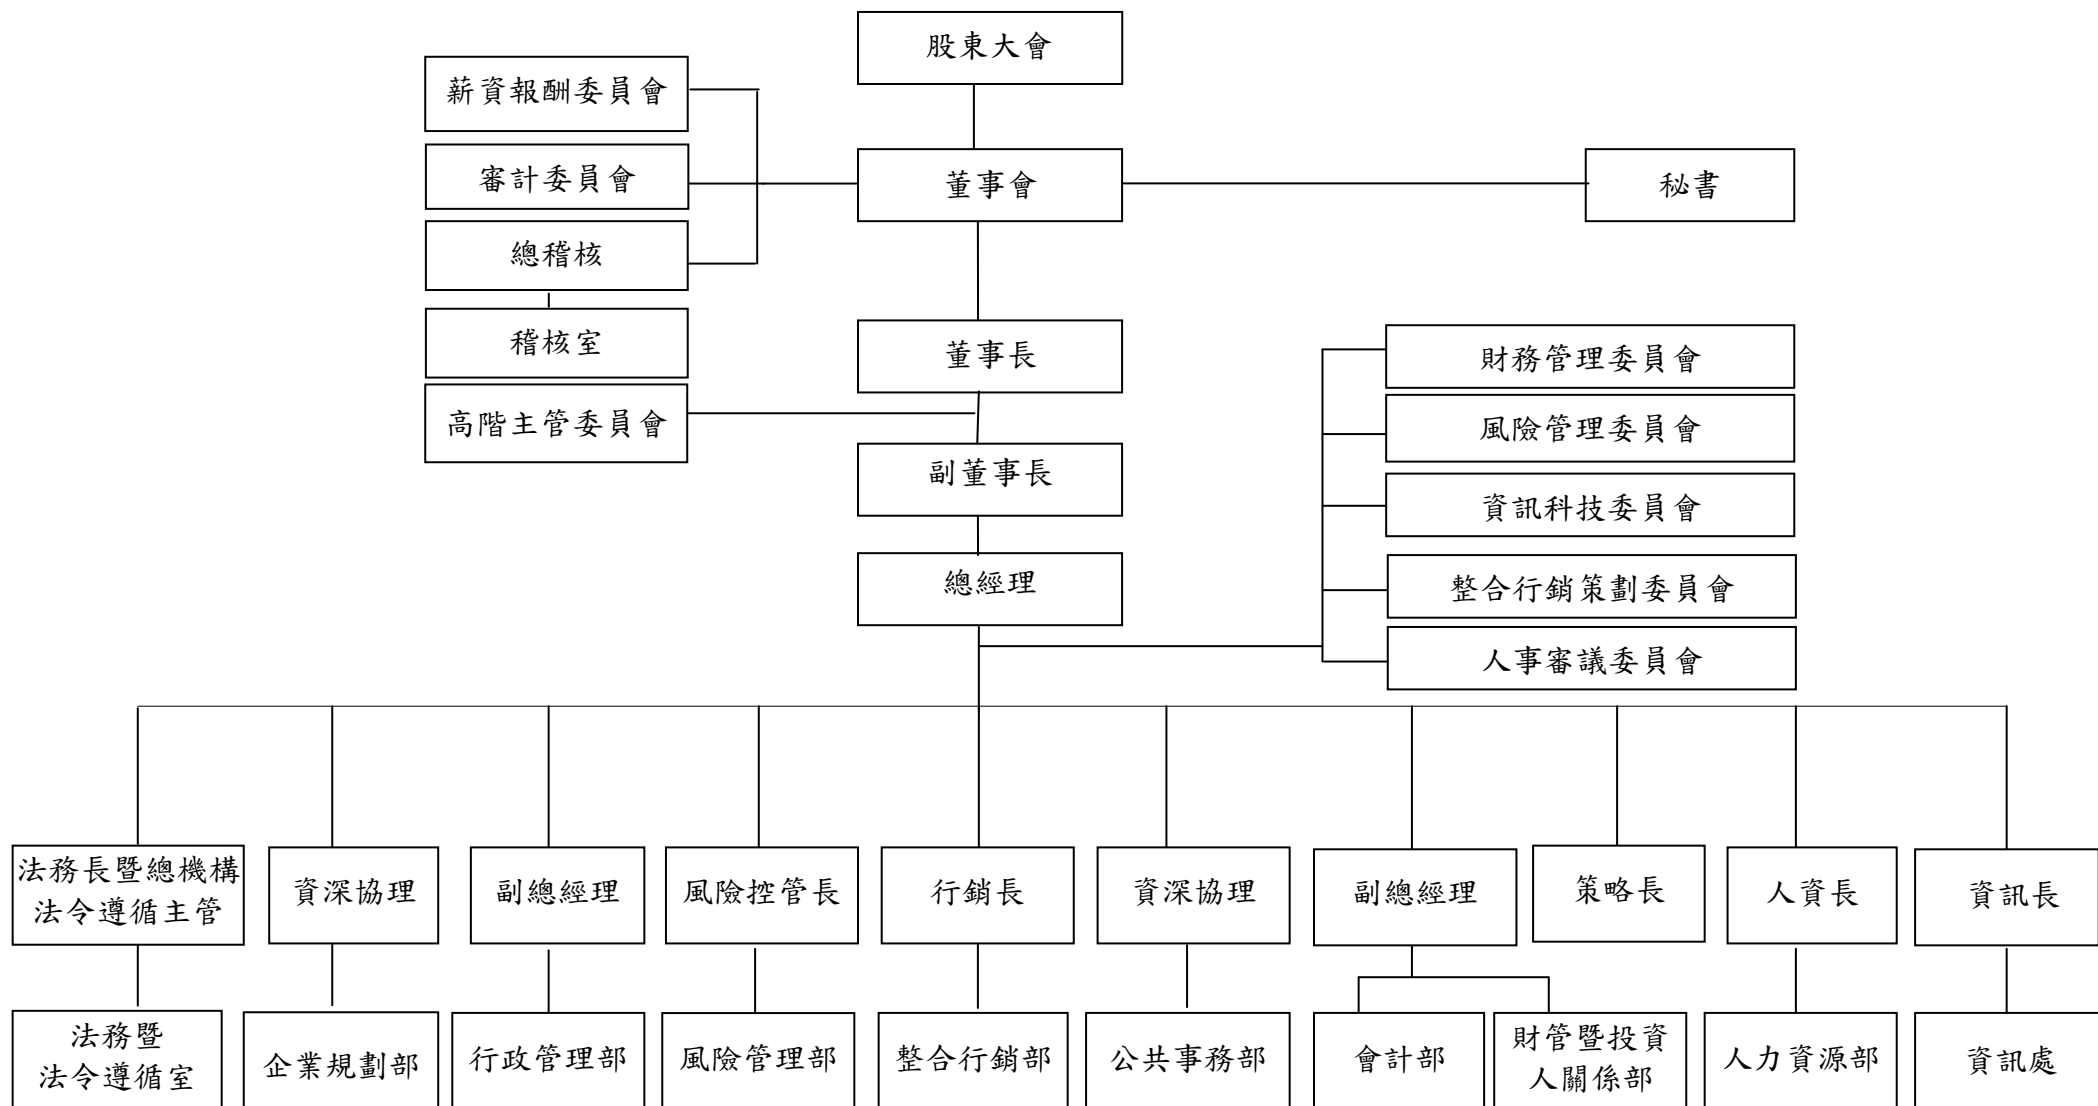 股東大會
薪資報酬委員會
審計委員會
董事會
秘書
總稽核
稽核室
董事長
財務管理委員會
高階主管委員會
風險管理委員會
副董事長
資訊科技委員會
總經理
整合行銷策劃委員會
人事審議委員會
法務長暨總機構
法令遵循主管
資深協理
副總經理
風險控管長
行銷長
資深協理
副總經理
策略長
人資長
資訊長
法務暨
法令遵循室
企業規劃部
行政管理部
風險管理部
整合行銷部
公共事務部
會計部
財管暨投資
人關係部
人力資源部
資訊處